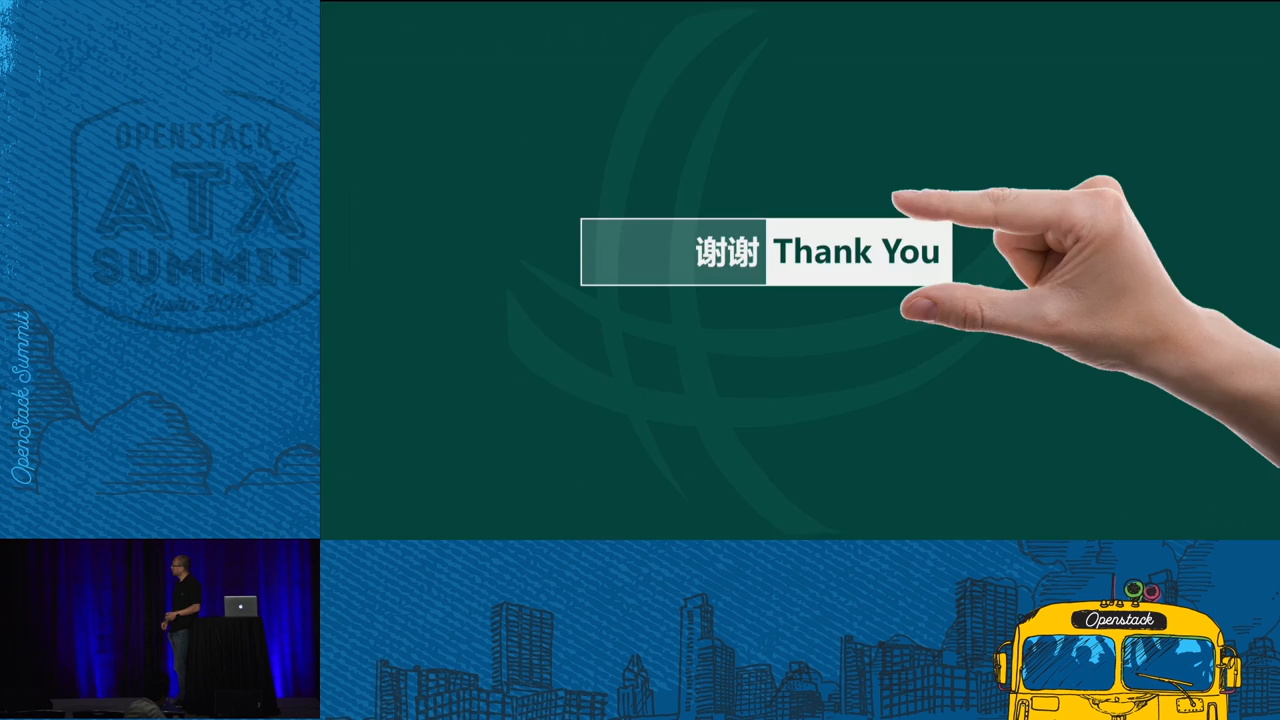 OPENSTACK
ATX
SUMMIT
Austin 2016
OpenStack Summit
谢谢 Thank You
Openstack